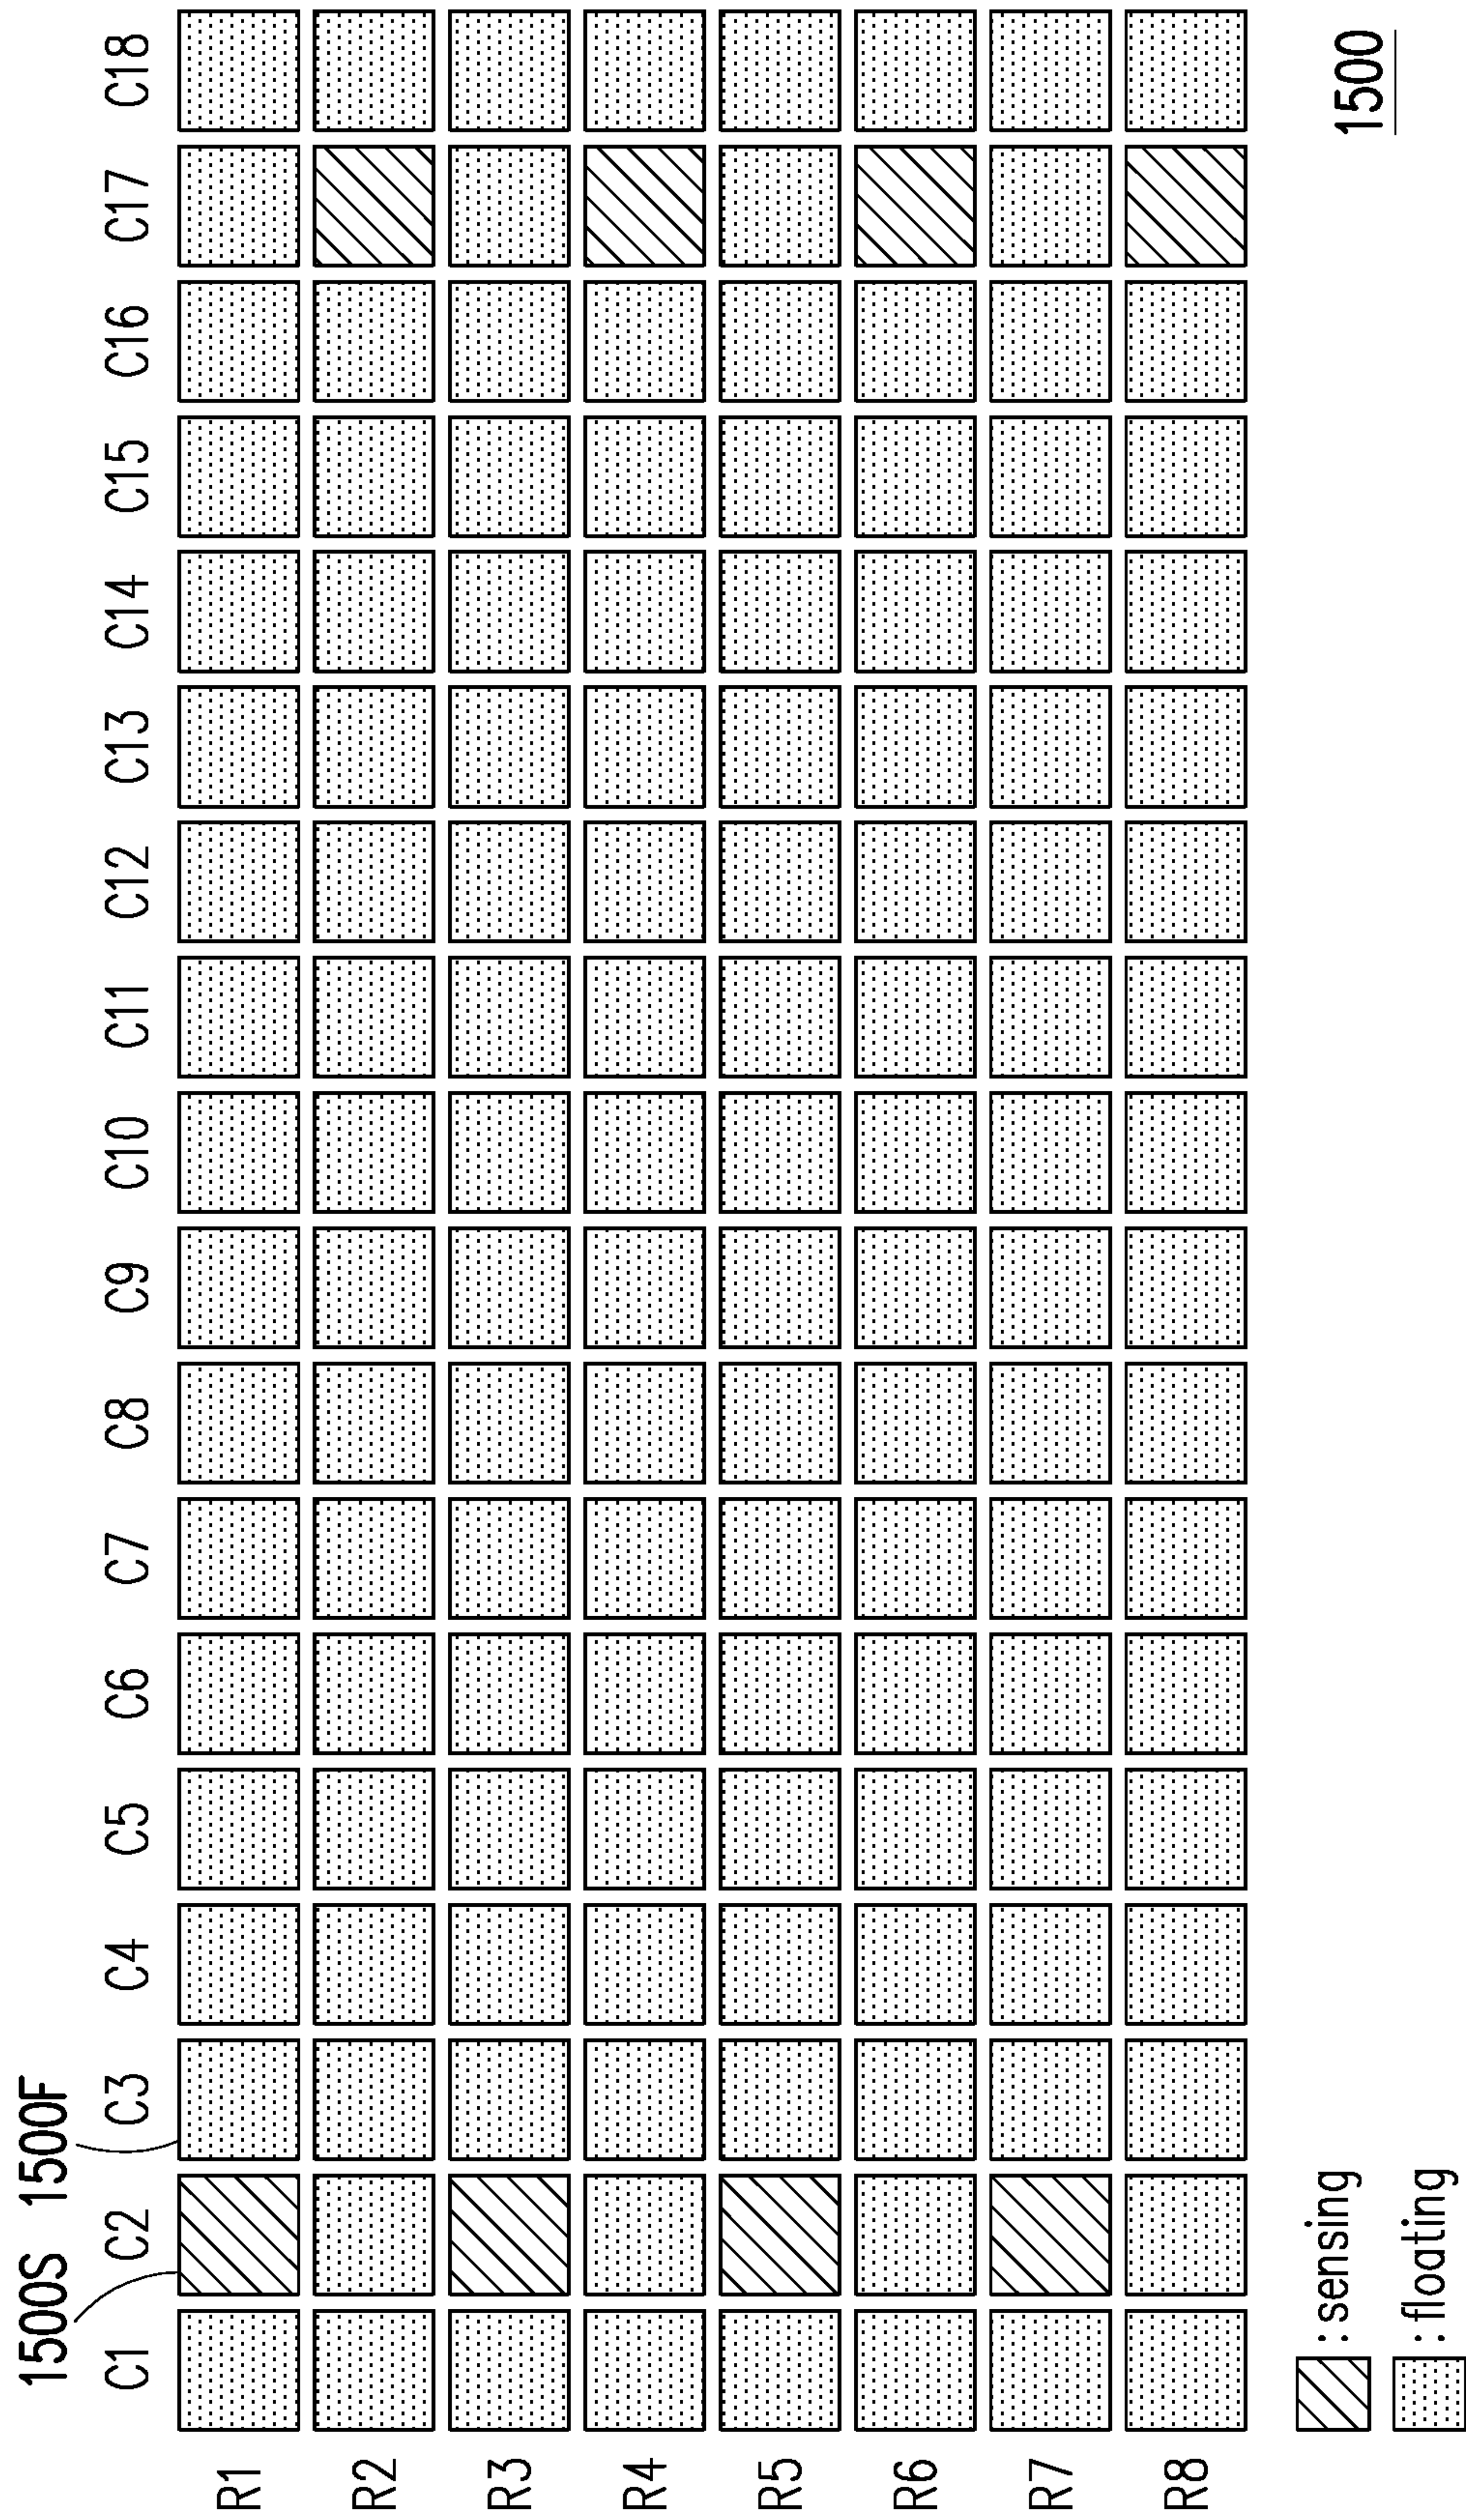 1500S 1500F
C1 C2 C3 C4 C5 C6 C7 C8 C9 C10 C11 C12 C13 C14 C15 C16 C17 C18
R1
R2
R3
R4
R5
R6
R7
R8
: sensing
: floating
1500